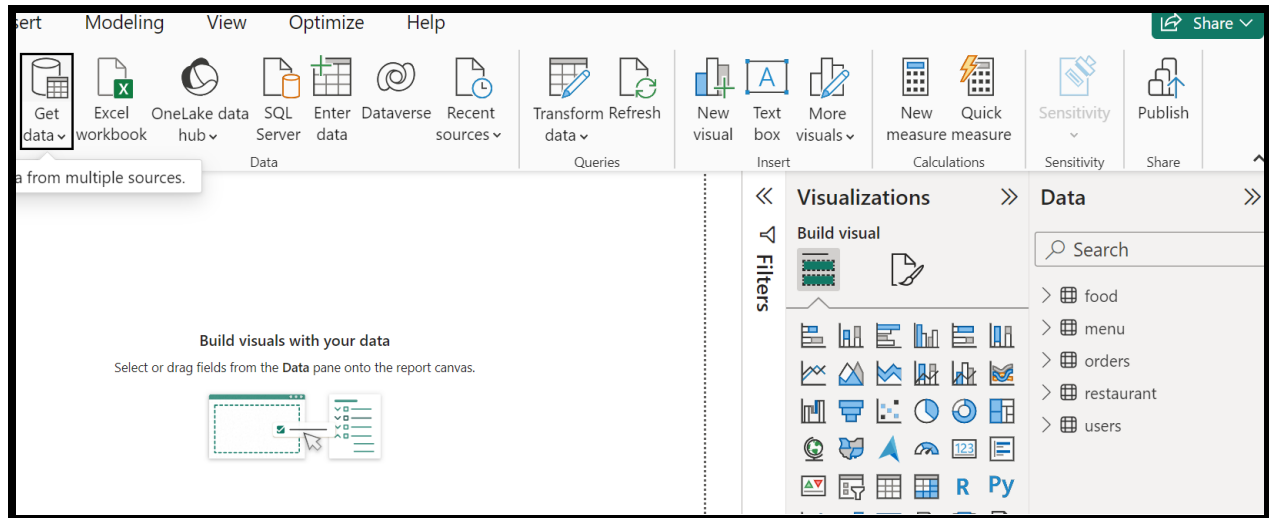 sert Modeling View Optimize Help Share
Get data
Excel workbook
OneLake data hub
SQL Server
Enter data
Dataverse
Recent sources
Data
Transform data
Refresh
Queries
New visual
Text box
A
More visuals
Insert
New measure
Quick measure
Calculations
Sensitivity
Sensitivity
Publish
Share
a from multiple sources.
Build visuals with your data
Select or drag fields from the Data pane onto the report canvas.
Filters
Visualizations
Build visual
123
R
Py
Data
Search
food
menu
orders
restaurant
users